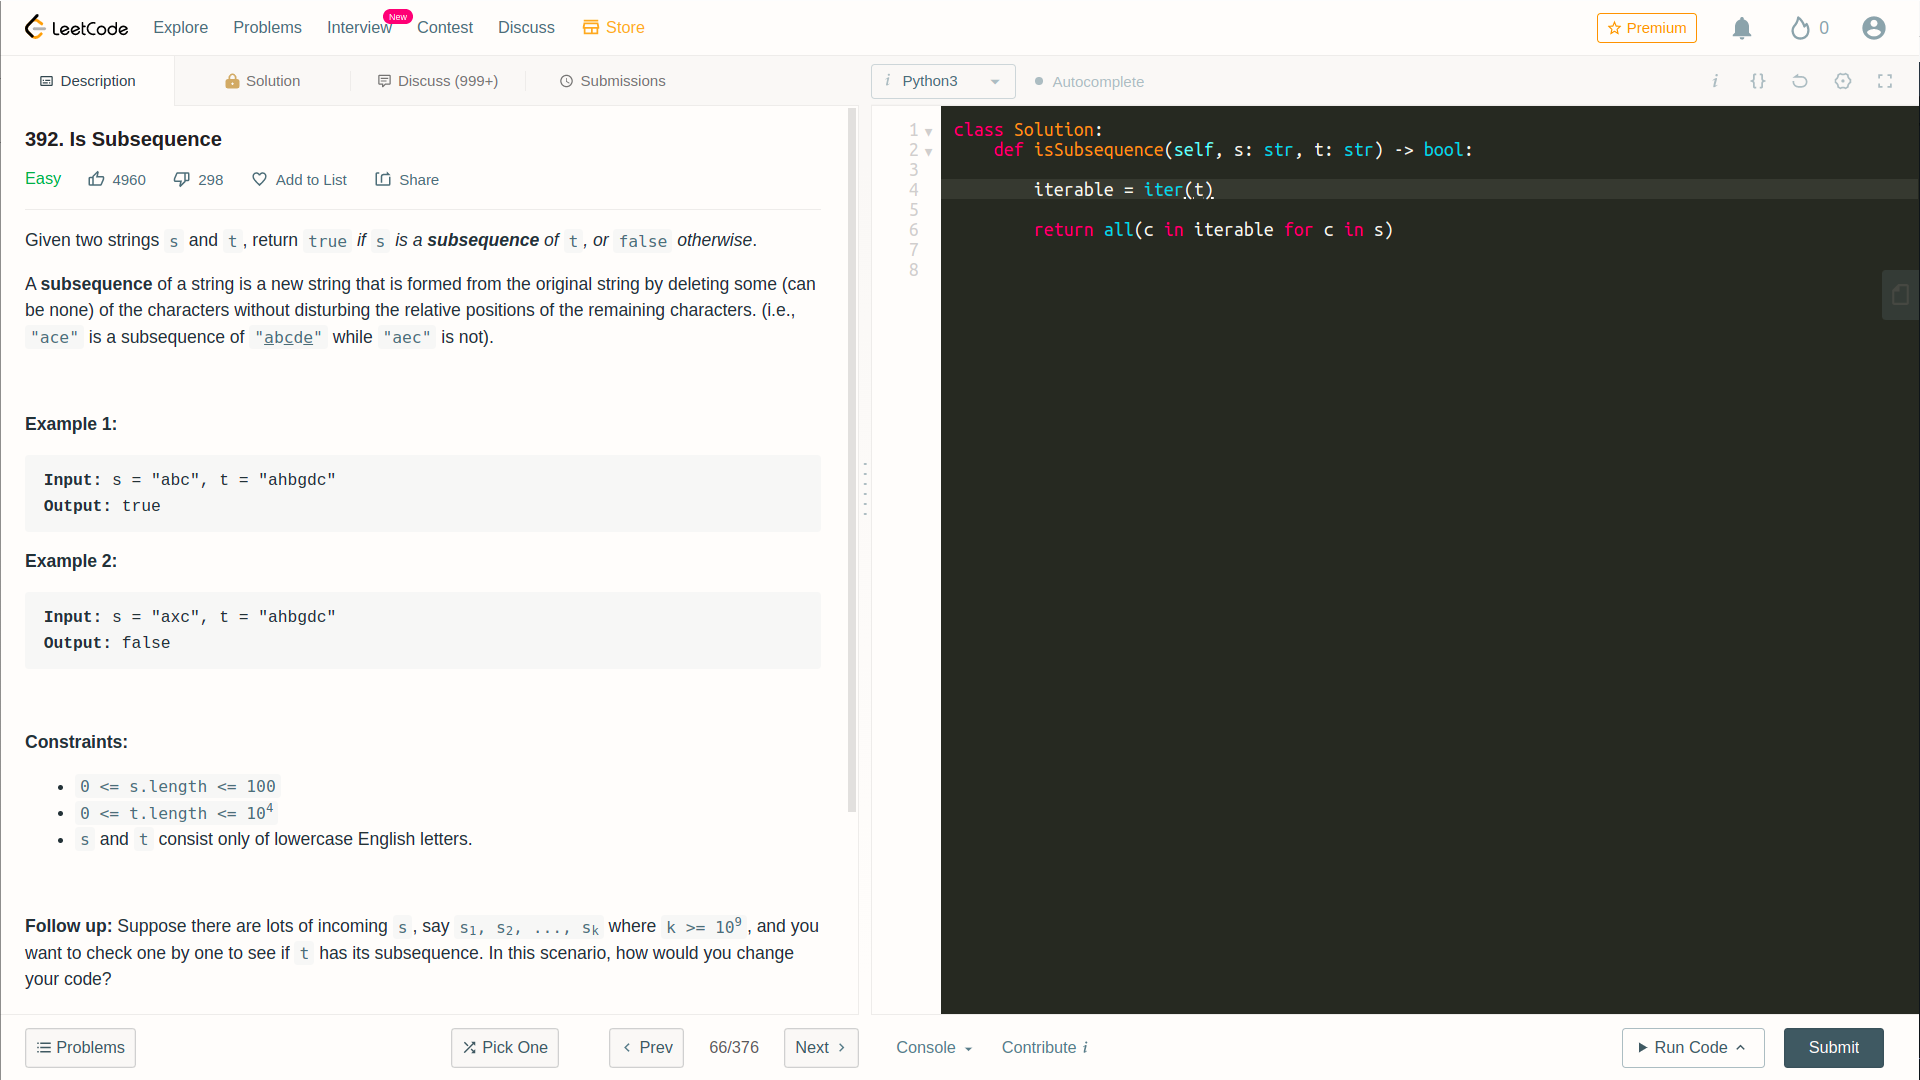 LeetCode Explore Problems Interview New Contest Discuss Store Premium 0
Description Solution Discuss (999+) Submissions
392. Is Subsequence
Easy 4960 298 Add to List Share
Given two strings s and t, return true if s is a subsequence of t, or false otherwise.
A subsequence of a string is a new string that is formed from the original string by deleting some (can
be none) of the characters without disturbing the relative positions of the remaining characters. (i.e.,
"ace" is a subsequence of "abcde" while "aec" is not).
Example 1:
Input: s = "abc", t = "ahbgdc"
Output: true
Example 2:
Input: s = "axc", t = "ahbgdc"
Output: false
Constraints:
• 0 <= s.length <= 100
• 0 <= t.length <= 10⁴
• s and t consist only of lowercase English letters.
Follow up: Suppose there are lots of incoming s, say s₁, s₂, ..., sₖ where k >= 10⁹, and you
want to check one by one to see if t has its subsequence. In this scenario, how would you change
your code?
Problems Pick One Prev 66/376 Next
i Python3 Autocomplete i {}
1 class Solution:
2     def isSubsequence(self, s: str, t: str) -> bool:
3
4         iterable = iter(t)
5
6         return all(c in iterable for c in s)
7
8
Console Contribute i Run Code Submit